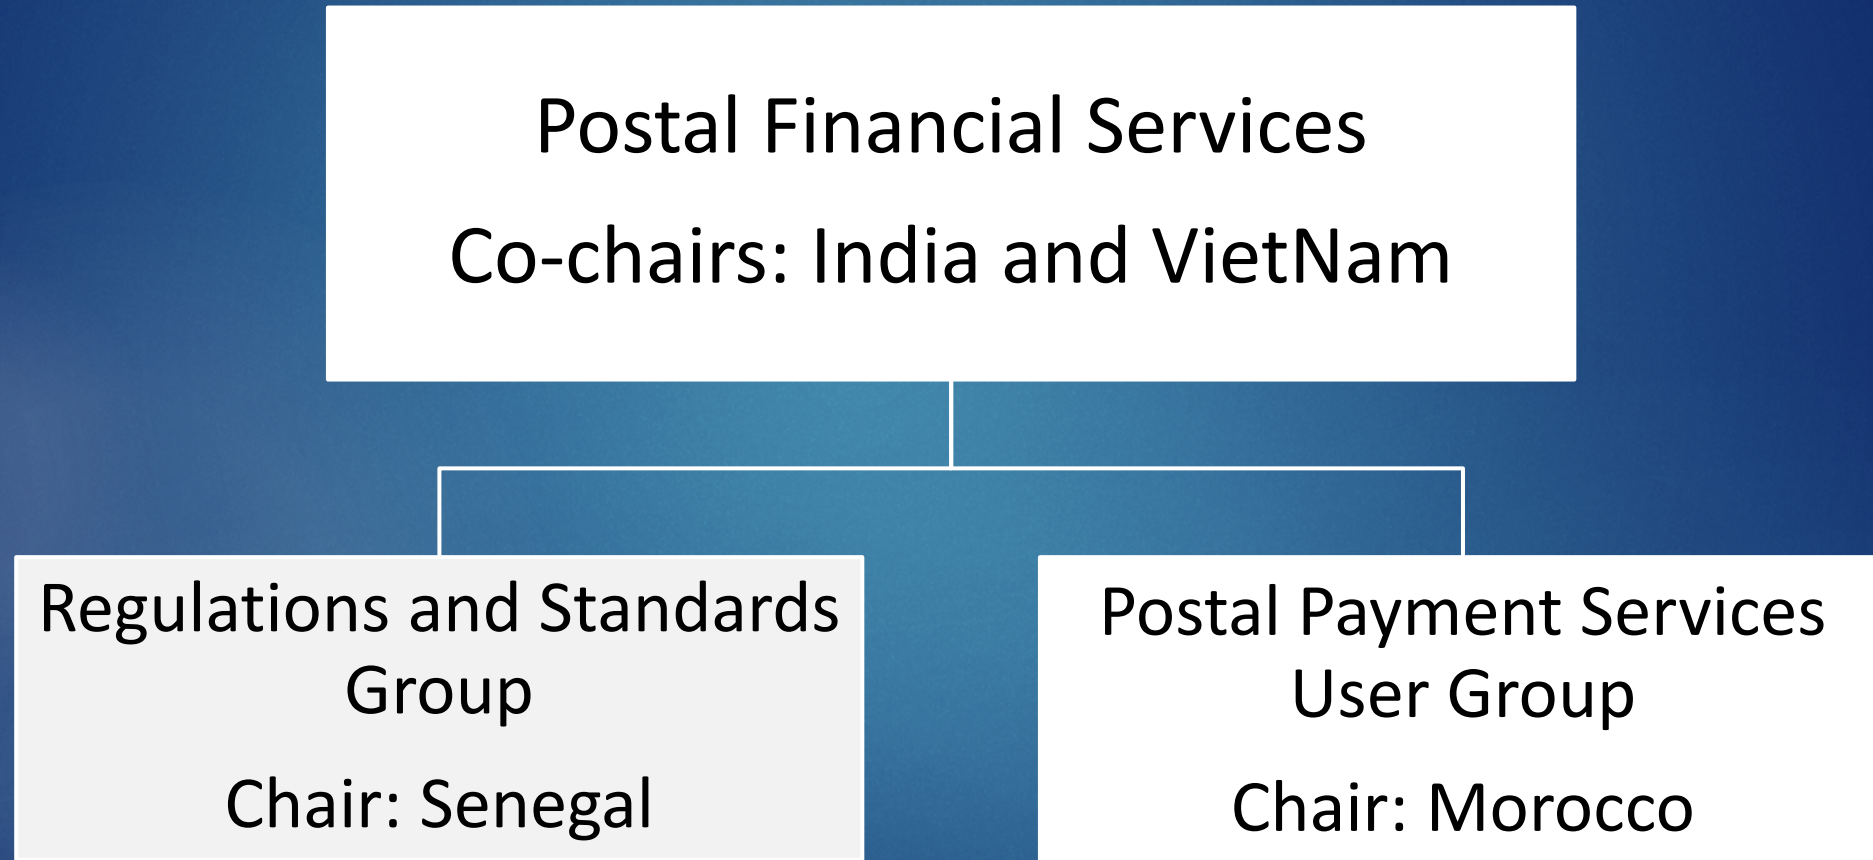 Postal Financial Services
Co-chairs: India and VietNam
Regulations and Standards
Group
Chair: Senegal
Postal Payment Services
User Group
Chair: Morocco